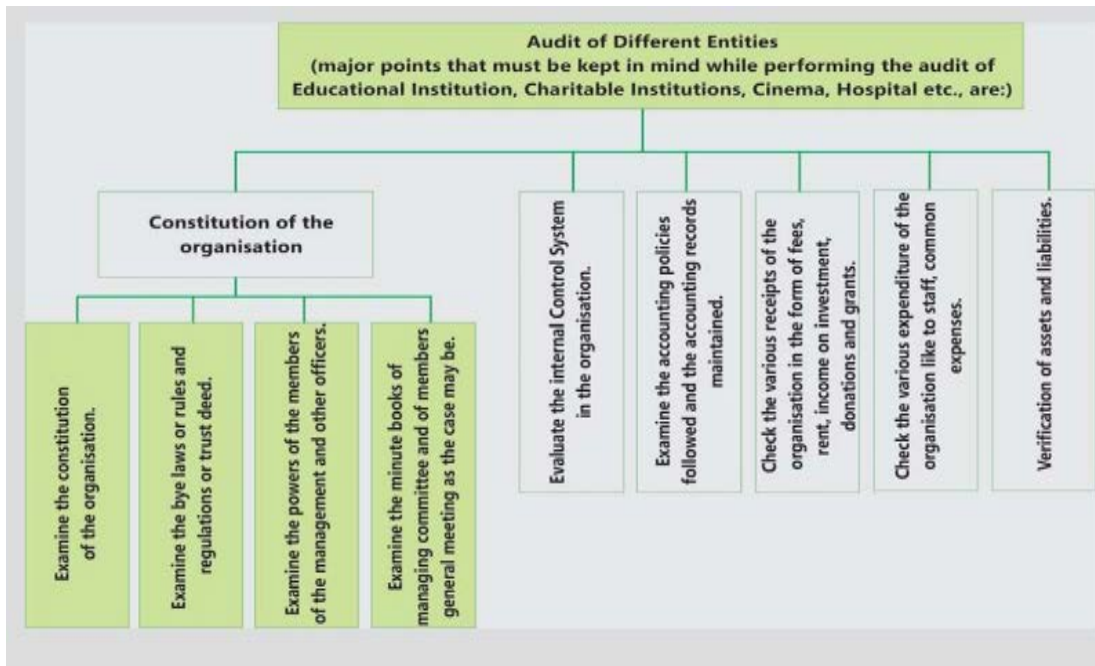 Audit of Different Entities
(major points that must be kept in mind while performing the audit of
Educational Institution, Charitable Institutions, Cinema, Hospital etc., are:)
Constitution of the
organisation
Examine the constitution
of the organisation.
Examine the bye laws or rules and
regulations or trust deed.
Examine the powers of the members
of the management and other officers.
Examine the minute books of
managing committee and of members
general meeting as the case may be.
Evaluate the internal Control System
in the organisation.
Examine the accounting policies
followed and the accounting records
maintained.
Check the various receipts of the
organisation in the form of fees,
rent, income on investment,
donations and grants.
Check the various expenditure of the
organisation like to staff, common
expenses.
Verification of assets and liabilities.